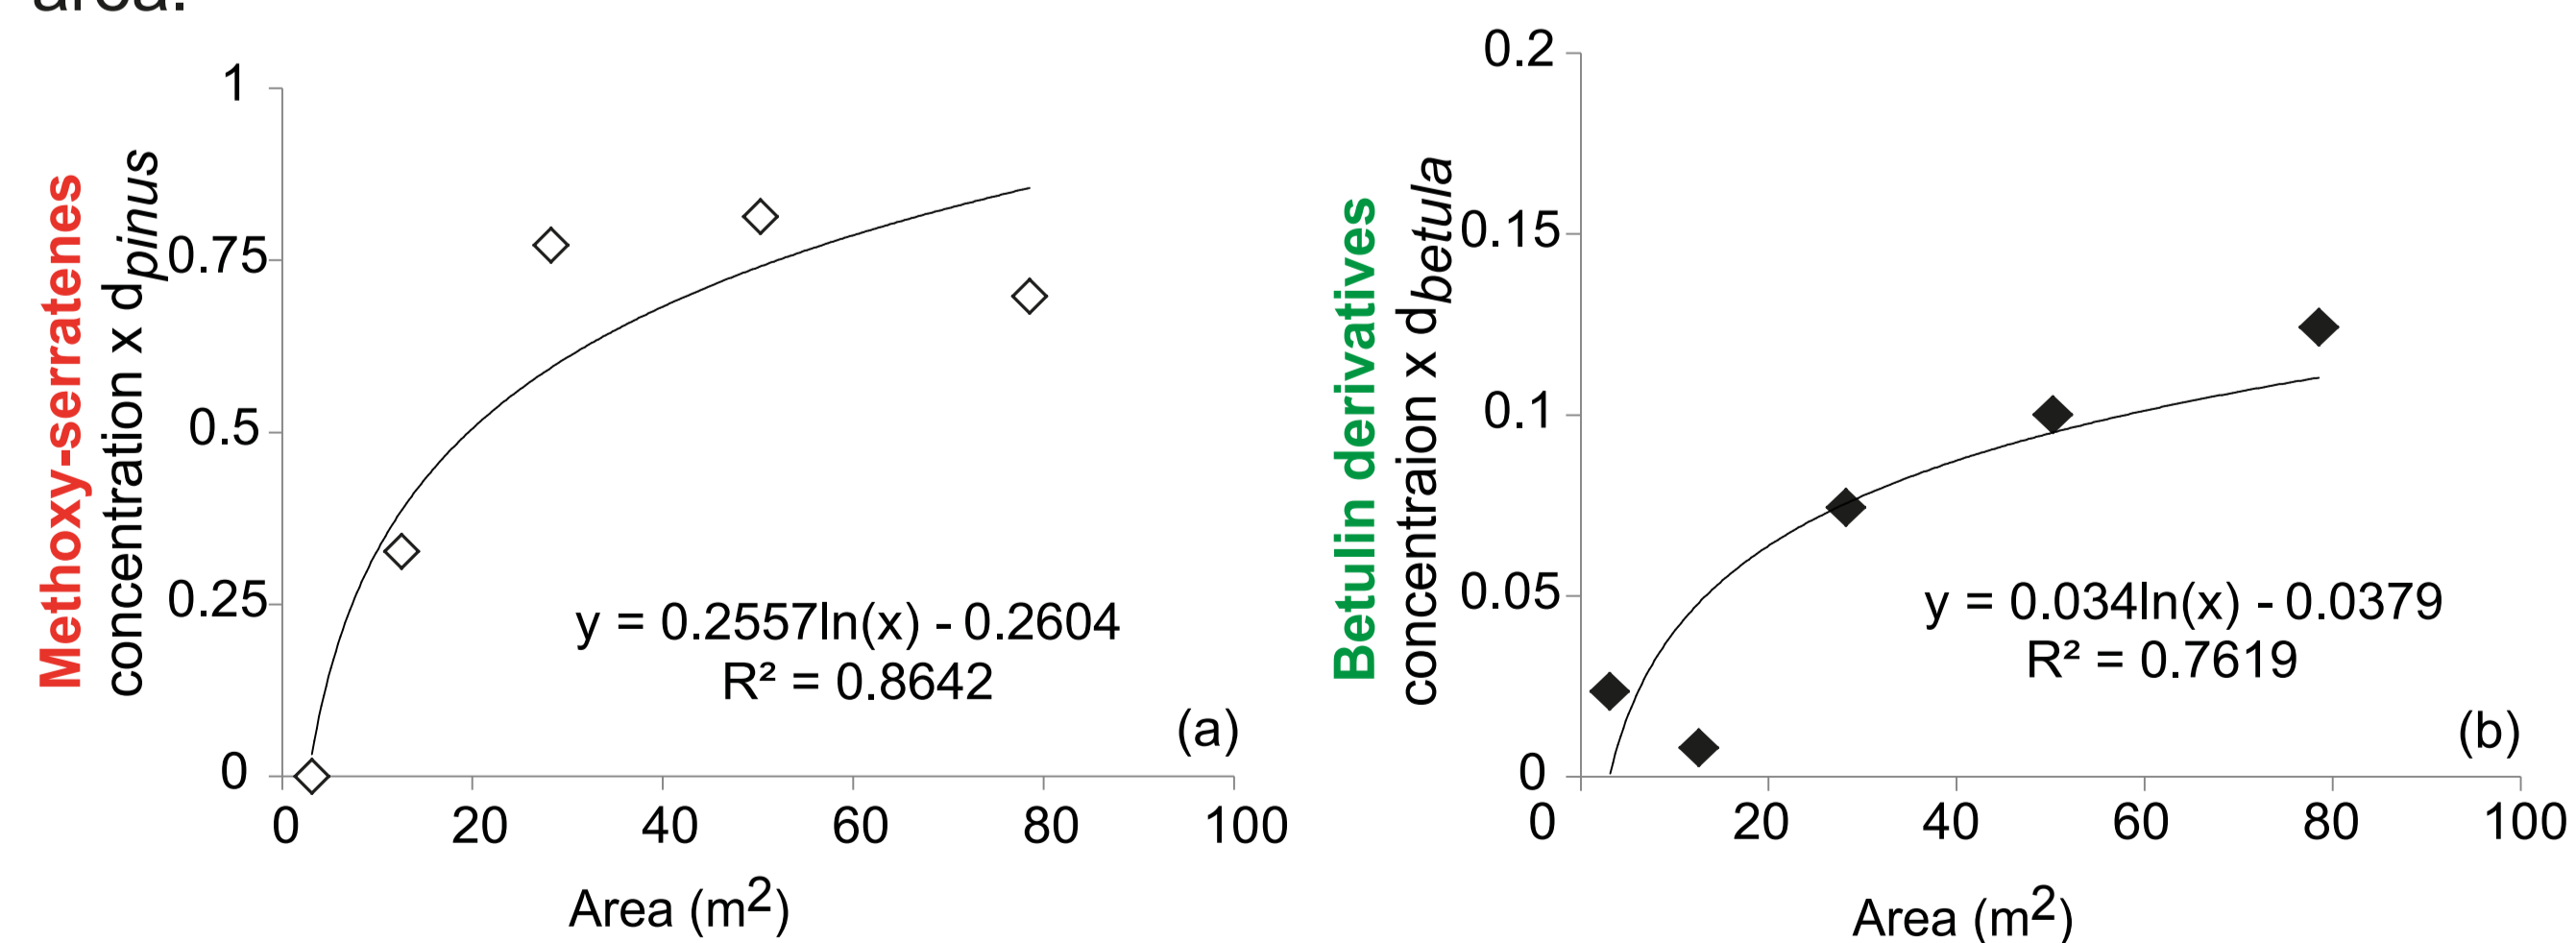 area.
Methoxy-serratenes
concentration x dpinus
1
0.75
0.5
0.25
0
0 20 40 60 80 100
Area (m²)
y = 0.2557ln(x) - 0.2604
R² = 0.8642
(a)
Betulin derivatives
concentraion x dbetula
0.2
0.15
0.1
0.05
0
0 20 40 60 80 100
Area (m²)
y = 0.034ln(x) - 0.0379
R² = 0.7619
(b)